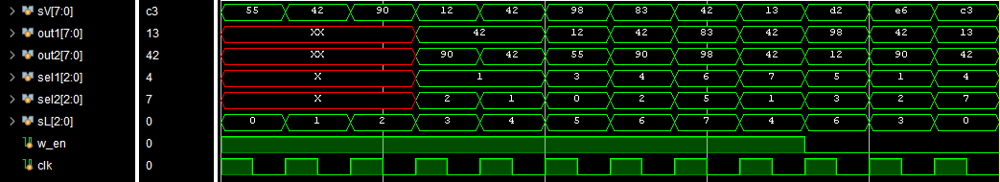 sV[7:0] c3 55 42 90 12 42 98 83 42 13 d2 e6 c3
out1[7:0] 13 XX 42 12 42 83 42 98 42 13
out2[7:0] 42 XX 90 42 55 90 98 42 12 90 42
sel1[2:0] 4 X 1 3 4 6 7 5 1 4
sel2[2:0] 7 X 2 1 0 2 5 1 3 2 7
sL[2:0] 0 0 1 2 3 4 5 6 7 4 6 3 0
w_en 0
clk 0